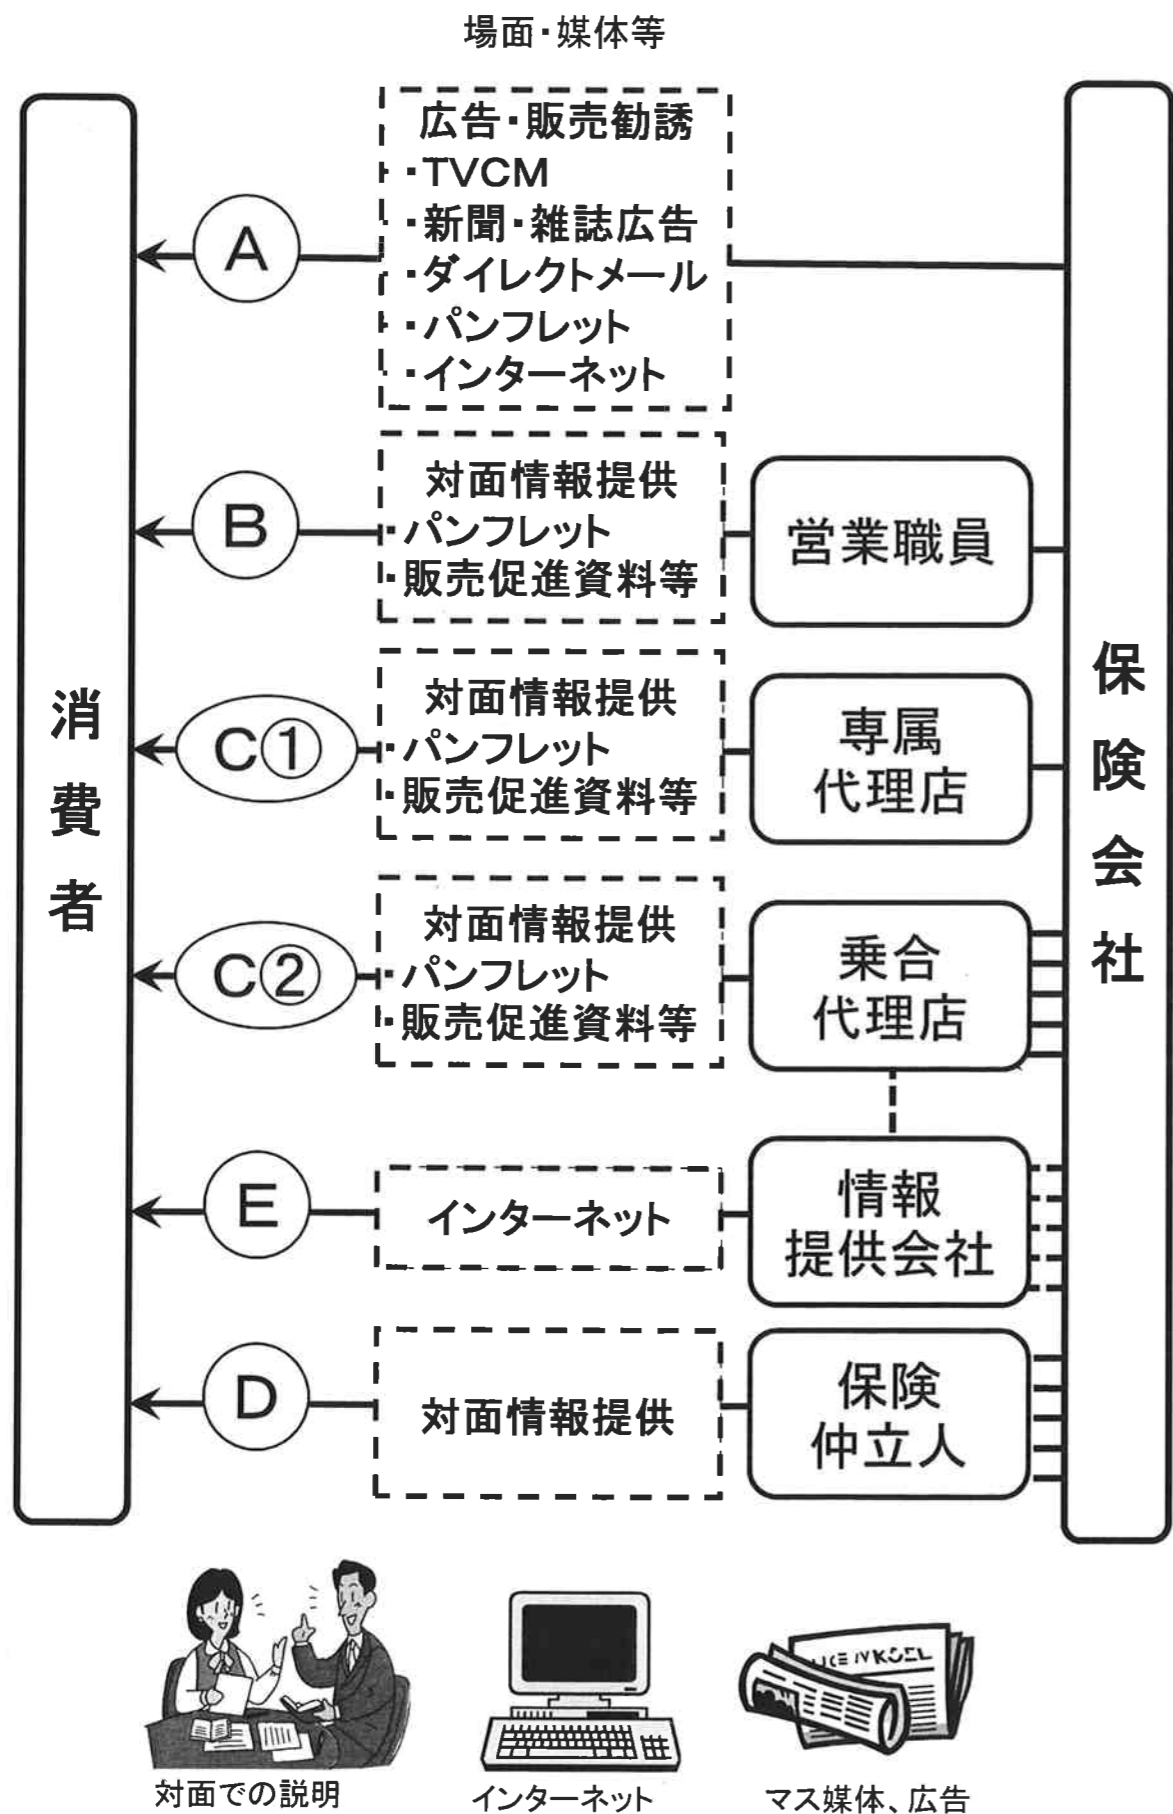 場面・媒体等
広告・販売勧誘
・TVCM
・新聞・雑誌広告
・ダイレクトメール
・パンフレット
・インターネット
A
対面情報提供
・パンフレット
・販売促進資料等
B
営業職員
対面情報提供
・パンフレット
・販売促進資料等
C①
専属
代理店
対面情報提供
・パンフレット
・販売促進資料等
C②
乗合
代理店
E
インターネット
情報
提供会社
D
対面情報提供
保険
仲立人
消費者
保険会社
対面での説明
インターネット
マス媒体、広告